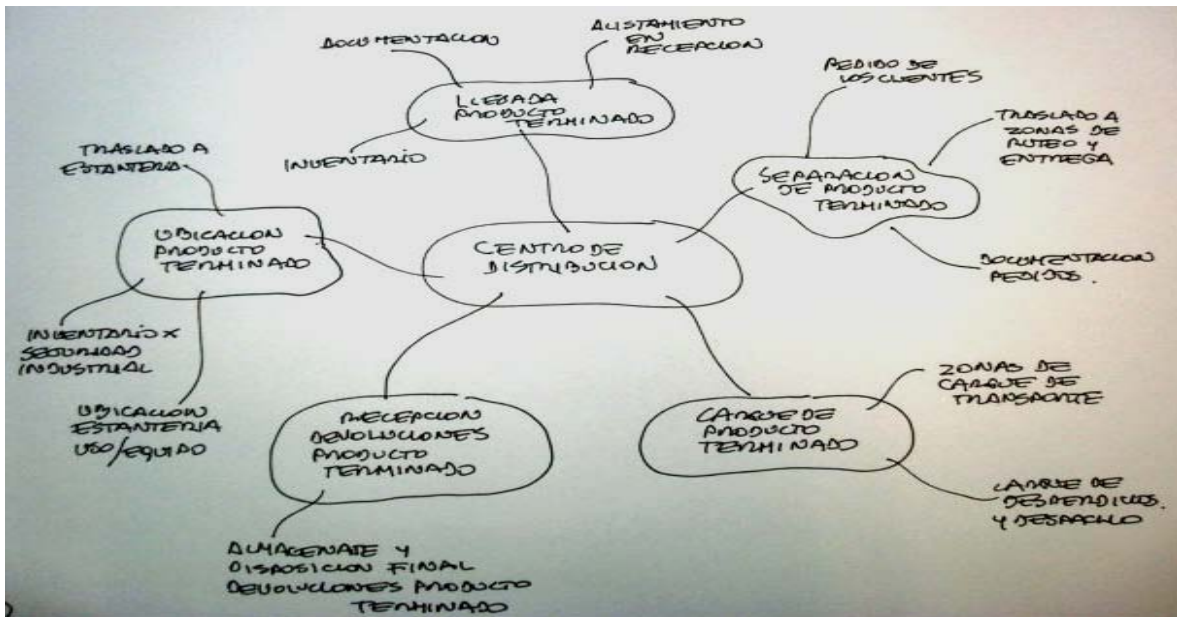 DOCUMENTACION
ALISTAMIENTO
EN
RECEPCION
LLEGADA
PRODUCTO
TERMINADO
INVENTARIO
PEDIDO DE
LOS CLIENTES
TRASLADO A
ZONAS DE
RUTEO Y
ENTREGA
SEPARACION
DE PRODUCTO
TERMINADO
DOCUMENTACION
PEDIDOS.
TRASLADO A
ESTANTERIA
UBICACION
PRODUCTO
TERMINADO
INVENTARIO X
SEGURIDAD
INDUSTRIAL
UBICACION
ESTANTERIA
USO/EQUIPO
CENTRO DE
DISTRIBUCION
RECEPCION
DEVOLUCIONES
PRODUCTO
TERMINADO
ALMACENAJE Y
DISPOSICION FINAL
DEVOLUCIONES PRODUCTO
TERMINADO
CARGUE DE
PRODUCTO
TERMINADO
ZONAS DE
CARGUE DE
TRANSPORTE
CARGUE DE
DESPERDICIOS.
Y DESPACHO